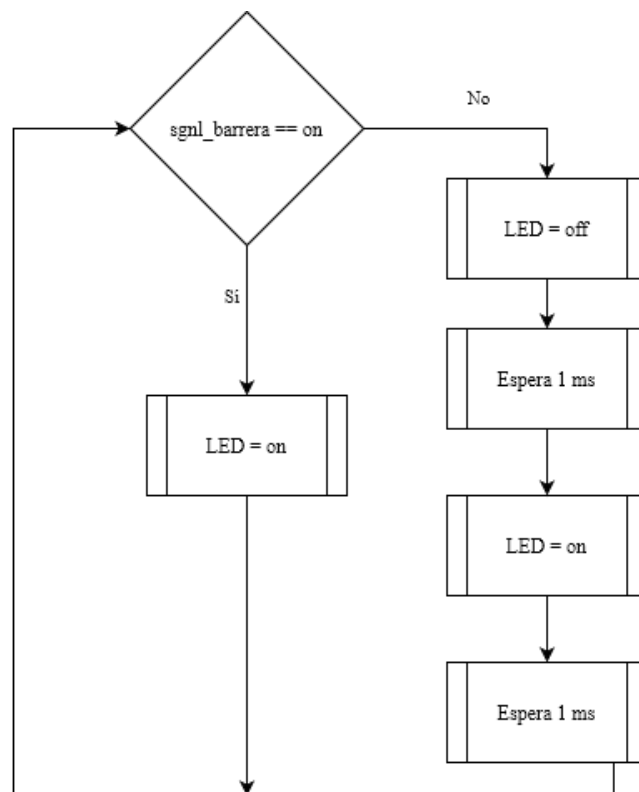 sgnl_barrera == on
No
Si
LED = off
Espera 1 ms
LED = on
LED = on
Espera 1 ms